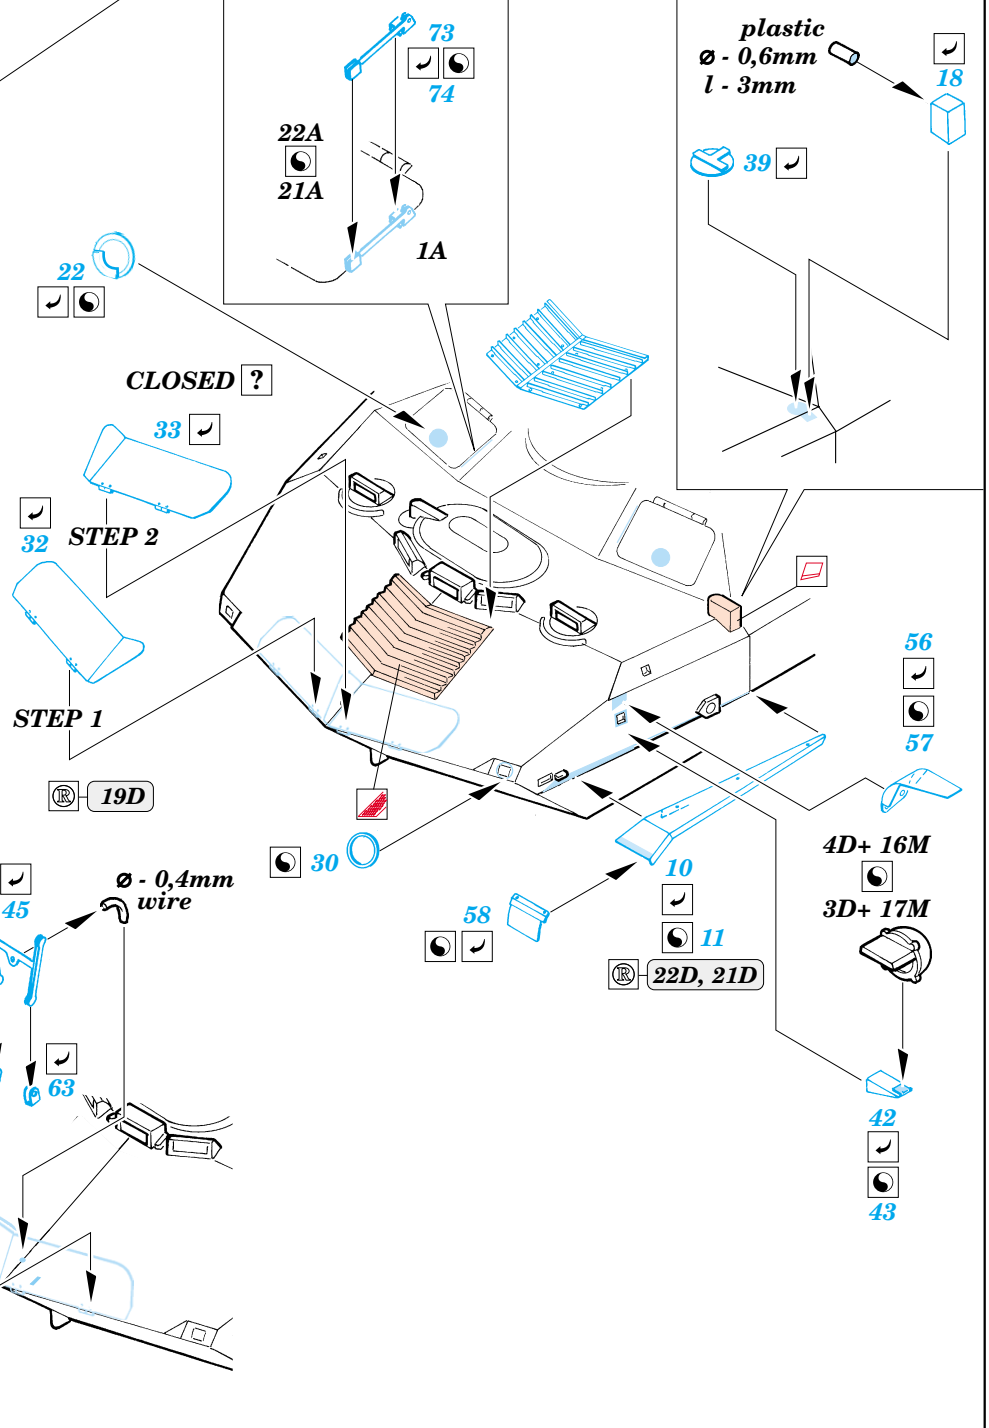 73
74
22A
21A
1A
plastic
ø - 0,6mm
l - 3mm
18
39
22
CLOSED ?
33
STEP 2
32
STEP 1
® 19D
30
56
57
10
11
® 22D, 21D
58
4D+ 16M
3D+ 17M
42
43
45
ø - 0,4mm
wire
63